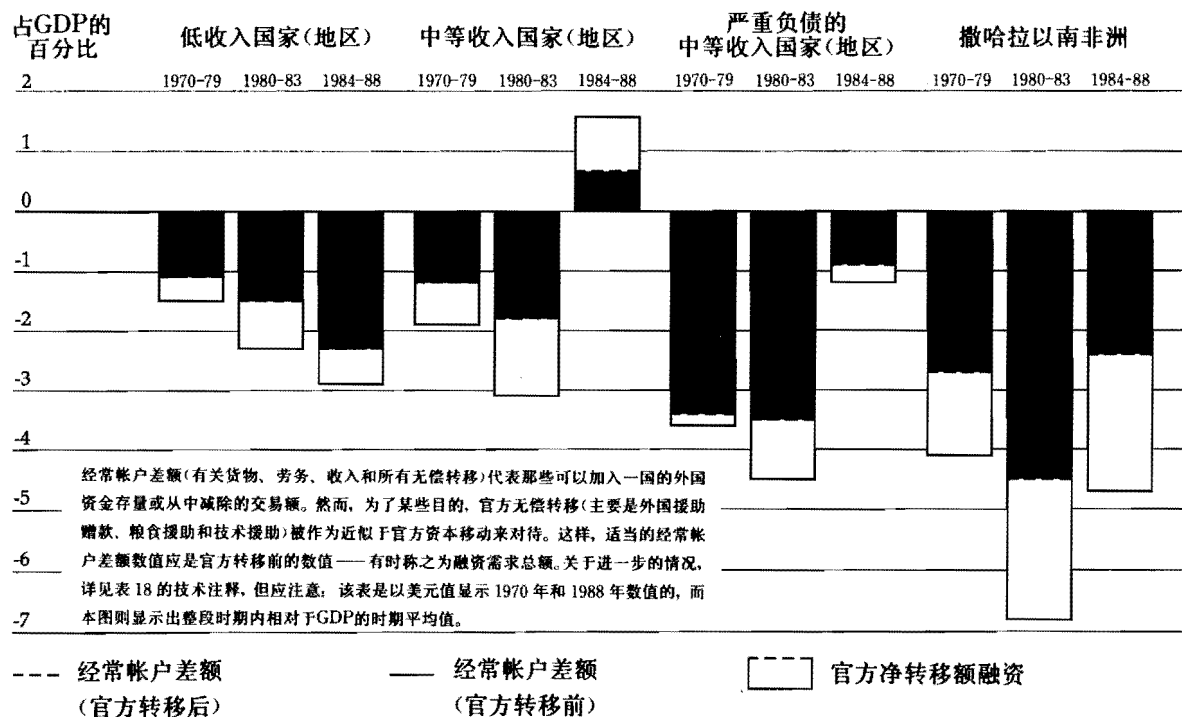 占GDP的
百分比
低收入国家(地区)
中等收入国家(地区)
严重负债的
中等收入国家(地区)
撒哈拉以南非洲
2
1970-79 1980-83 1984-88 1970-79 1980-83 1984-88 1970-79 1980-83 1984-88 1970-79 1980-83 1984-88
1
0
-1
-2
-3
-4
经常帐户差额(有关货物、劳务、收入和所有无偿转移)代表那些可以加入一国的外国
资金存量或从中减除的交易额。然而,为了某些目的,官方无偿转移(主要是外国援助
-5
赠款、粮食援助和技术援助)被作为近似于官方资本移动来对待。这样,适当的经常帐
户差额数值应是官方转移前的数值——有时称之为融资需求总额。关于进一步的情况,
-6
详见表 18 的技术注释,但应注意:该表是以美元值显示 1970 年和 1988 年数值的,而
本图则显示出整段时期内相对于GDP的时期平均值。
-7
经常帐户差额
(官方转移后)
经常帐户差额
(官方转移前)
官方净转移额融资